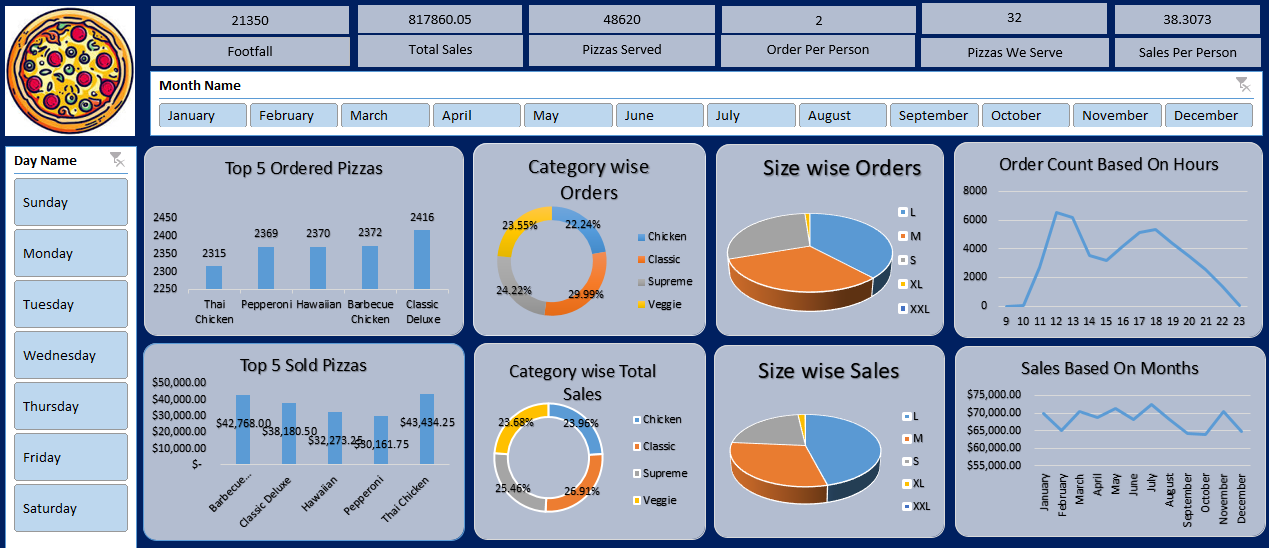 21350
817860.05
48620
2
32
38.3073
Footfall
Total Sales
Pizzas Served
Order Per Person
Pizzas We Serve
Sales Per Person
Month Name
January
February
March
April
May
June
July
August
September
October
November
December
Day Name
Sunday
Monday
Tuesday
Wednesday
Thursday
Friday
Saturday
Top 5 Ordered Pizzas
2450
2400
2350
2300
2250
2315
2369
2370
2372
2416
Thai
Chicken
Pepperoni
Hawaiian
Barbecue
Chicken
Classic
Deluxe
Category wise
Orders
23.55%
22.24%
24.22%
29.99%
Chicken
Classic
Supreme
Veggie
Size wise Orders
L
M
S
XL
XXL
Order Count Based On Hours
8000
6000
4000
2000
0
9 10 11 12 13 14 15 16 17 18 19 20 21 22 23
Top 5 Sold Pizzas
$50,000.00
$40,000.00
$30,000.00
$20,000.00
$10,000.00
$-
$42,768.00
$38,180.50
$32,273.25
$30,161.75
$43,434.25
Barbecue...
Classic Deluxe
Hawaiian
Pepperoni
Thai Chicken
Category wise Total
Sales
23.68%
23.96%
25.46%
26.91%
Chicken
Classic
Supreme
Veggie
Size wise Sales
L
M
S
XL
XXL
Sales Based On Months
$75,000.00
$70,000.00
$65,000.00
$60,000.00
$55,000.00
January
February
March
April
May
June
July
August
September
October
November
December